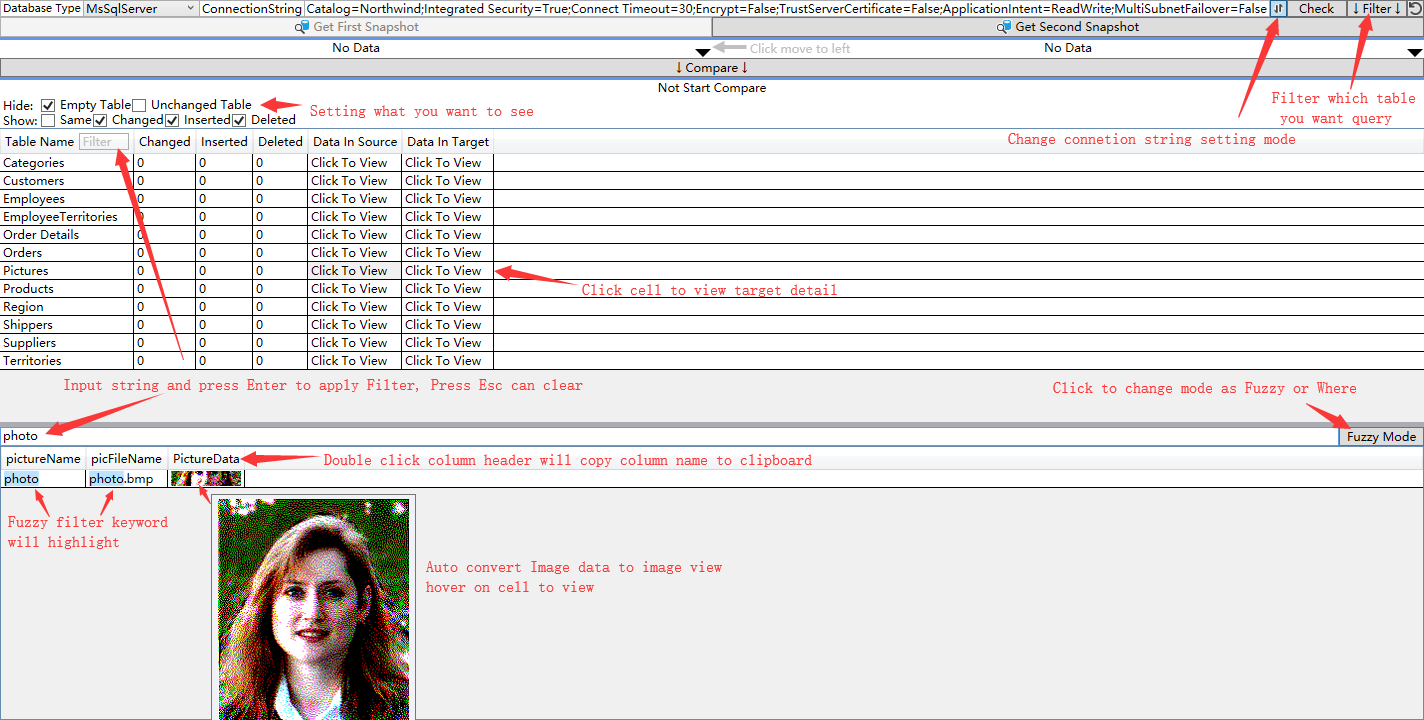 Database Type MsSqlServer ConnectionString Catalog=Northwind;Integrated Security=True;Connect Timeout=30;Encrypt=False;TrustServerCertificate=False;ApplicationIntent=ReadWrite;MultiSubnetFailover=False Check ↓ Filter ↓
Get First Snapshot Get Second Snapshot
No Data Click move to left No Data
↓ Compare ↓
Not Start Compare
Hide: Empty Table Unchanged Table
Show: Same Changed Inserted Deleted
Setting what you want to see
Filter which table
you want query
Change connetion string setting mode
Table Name Filter Changed Inserted Deleted Data In Source Data In Target
Categories 0 0 0 Click To View Click To View
Customers 0 0 0 Click To View Click To View
Employees 0 0 0 Click To View Click To View
EmployeeTerritories 0 0 0 Click To View Click To View
Order Details 0 0 0 Click To View Click To View
Orders 0 0 0 Click To View Click To View
Pictures 0 0 0 Click To View Click To View
Products 0 0 0 Click To View Click To View
Region 0 0 0 Click To View Click To View
Shippers 0 0 0 Click To View Click To View
Suppliers 0 0 0 Click To View Click To View
Territories 0 0 0 Click To View Click To View
Click cell to view target detail
Input string and press Enter to apply Filter, Press Esc can clear
Click to change mode as Fuzzy or Where
photo Fuzzy Mode
pictureName picFileName PictureData
Double click column header will copy column name to clipboard
photo photo.bmp
Fuzzy filter keyword
will highlight
Auto convert Image data to image view
hover on cell to view